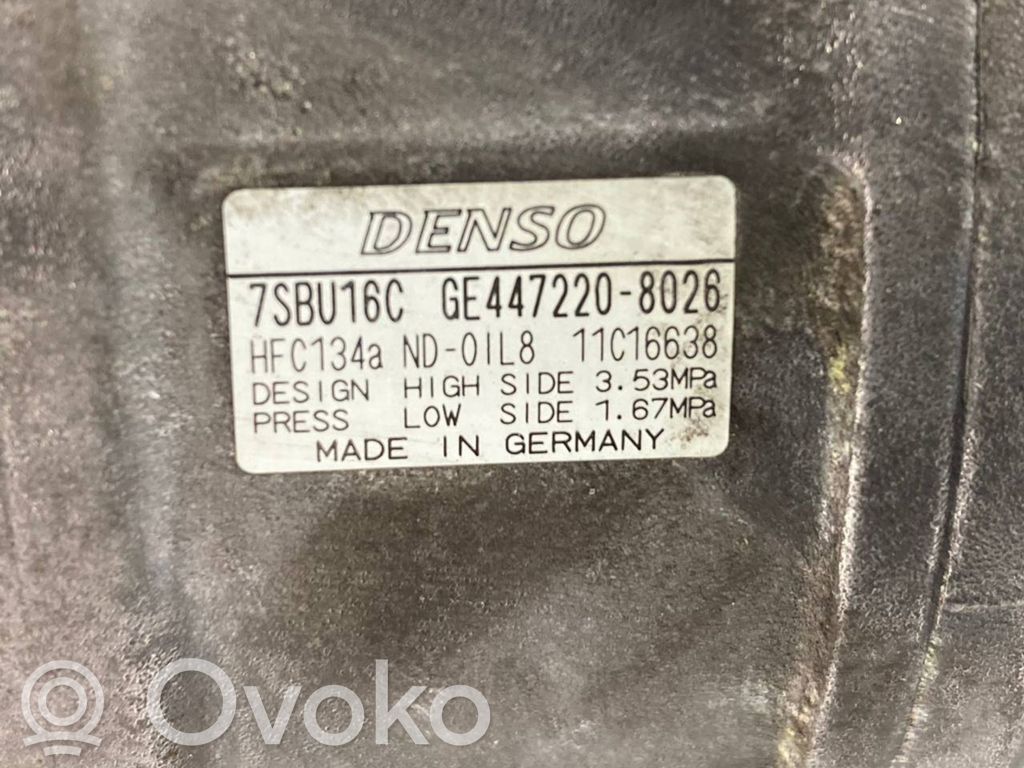 DENSO
7SBU16C GE447220-8026
HFC134a ND-OIL8 11C16638
DESIGN HIGH SIDE 3.53MPa
PRESS LOW SIDE 1.67MPa
MADE IN GERMANY
R Ovoko